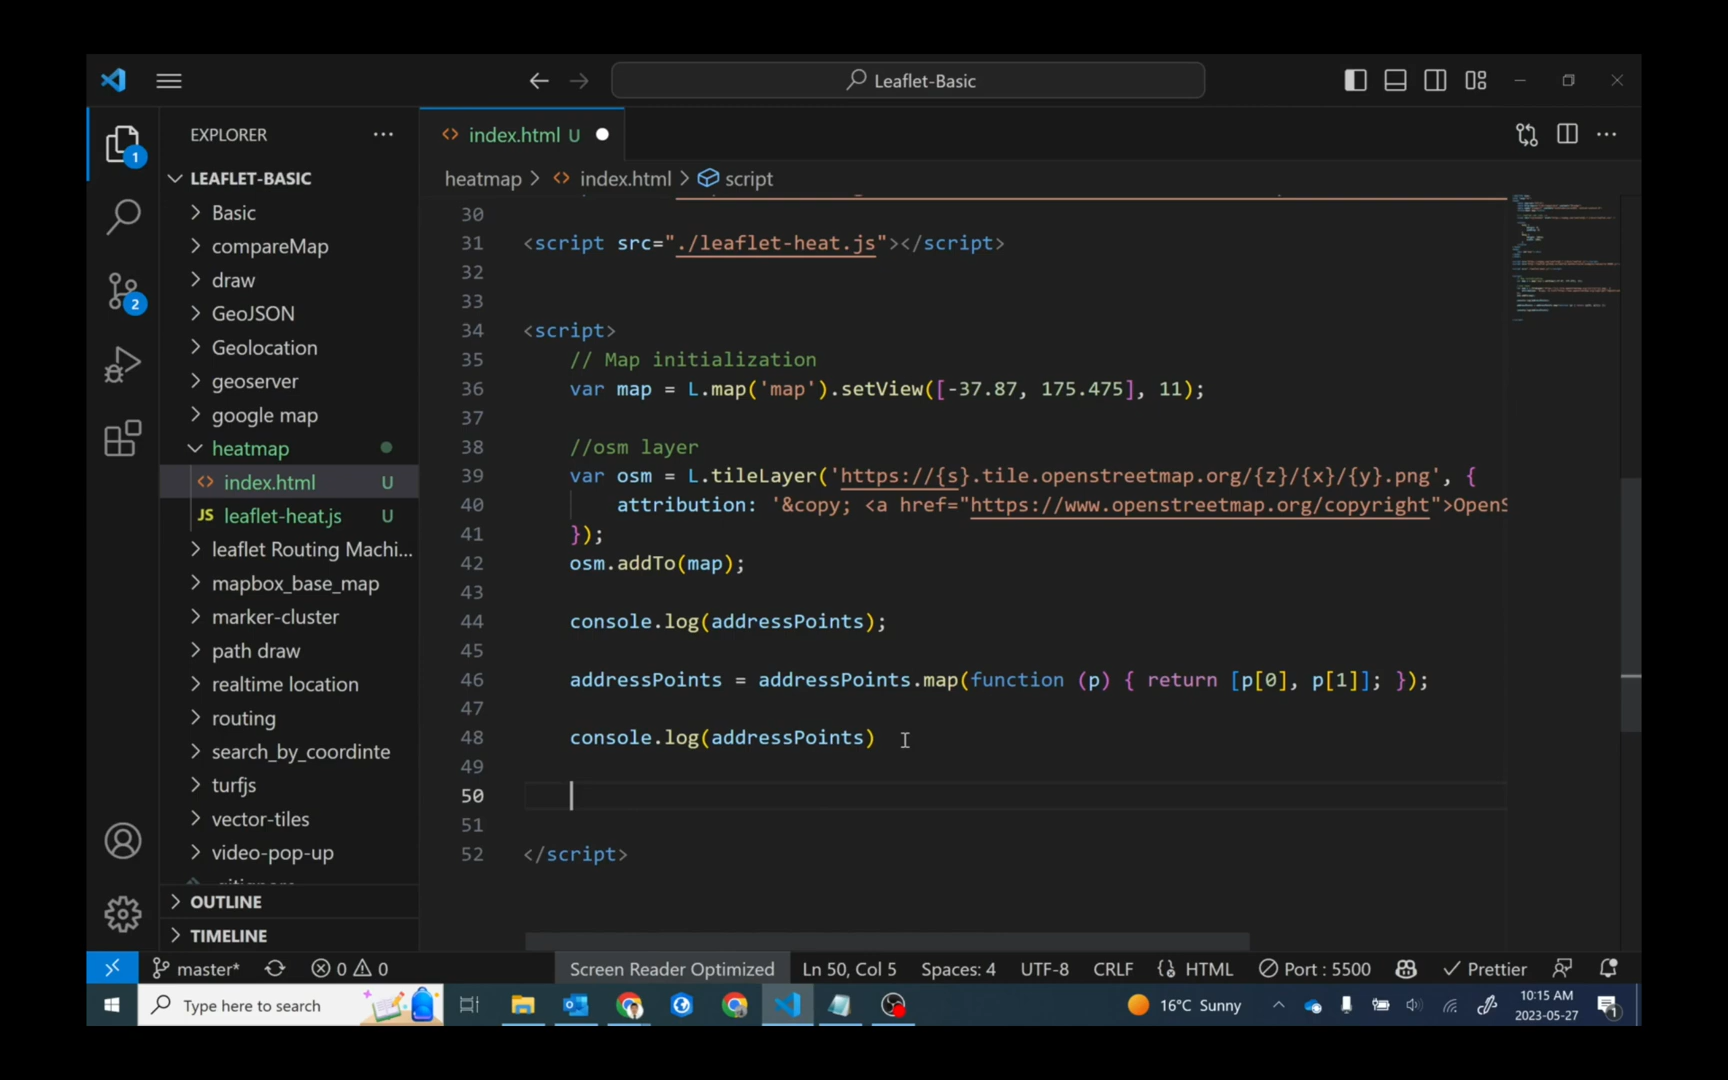 Leaflet-Basic
EXPLORER
index.html U
LEAFLET-BASIC
heatmap > index.html > script
Basic
compareMap
draw
GeoJSON
Geolocation
geoserver
google map
heatmap
index.html U
JS leaflet-heat.js U
leaflet Routing Machi...
mapbox_base_map
marker-cluster
path draw
realtime location
routing
search_by_coordinte
turfjs
vector-tiles
video-pop-up
OUTLINE
TIMELINE
1
2
30
31 <script src="./leaflet-heat.js"></script>
32
33
34 <script>
35 // Map initialization
36 var map = L.map('map').setView([-37.87, 175.475], 11);
37
38 //osm layer
39 var osm = L.tileLayer('https://{s}.tile.openstreetmap.org/{z}/{x}/{y}.png', {
40 attribution: '&copy; <a href="https://www.openstreetmap.org/copyright">OpenS
41 });
42 osm.addTo(map);
43
44 console.log(addressPoints);
45
46 addressPoints = addressPoints.map(function (p) { return [p[0], p[1]]; });
47
48 console.log(addressPoints)
49
50
51
52 </script>
master* 0 0 Screen Reader Optimized Ln 50, Col 5 Spaces: 4 UTF-8 CRLF HTML Port : 5500 Prettier
Type here to search
16°C Sunny
10:15 AM
2023-05-27
1